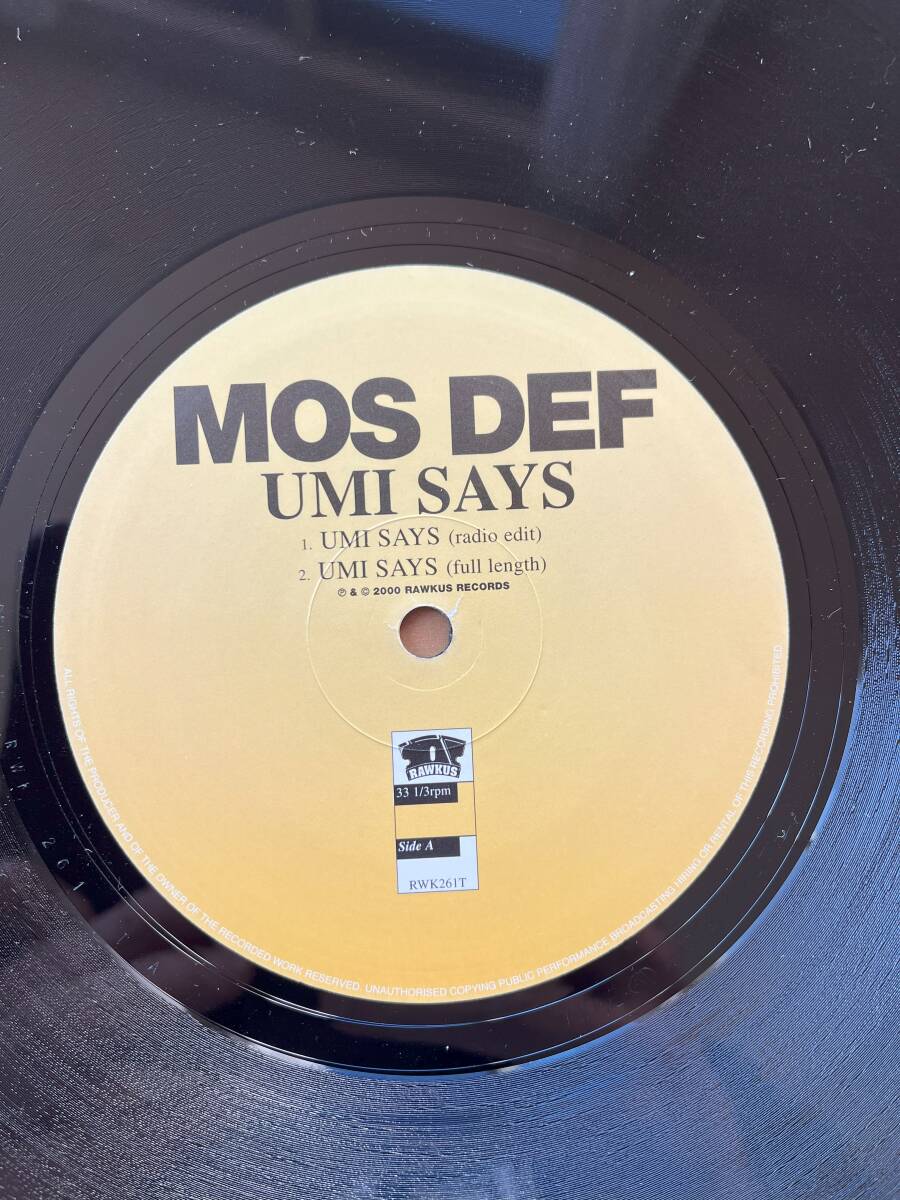 MOS DEF
UMI SAYS
1. UMI SAYS (radio edit)
2. UMI SAYS (full length)
℗ & © 2000 RAWKUS RECORDS
RAWKUS
33 1/3rpm
Side A
RWK261T
ALL RIGHTS OF THE PRODUCER AND OF THE OWNER OF THE RECORDED WORK RESERVED. UNAUTHORISED COPYING PUBLIC PERFORMANCE BROADCASTING HIRING OR RENTAL OF THIS RECORDING PROHIBITED
RWK 261 A